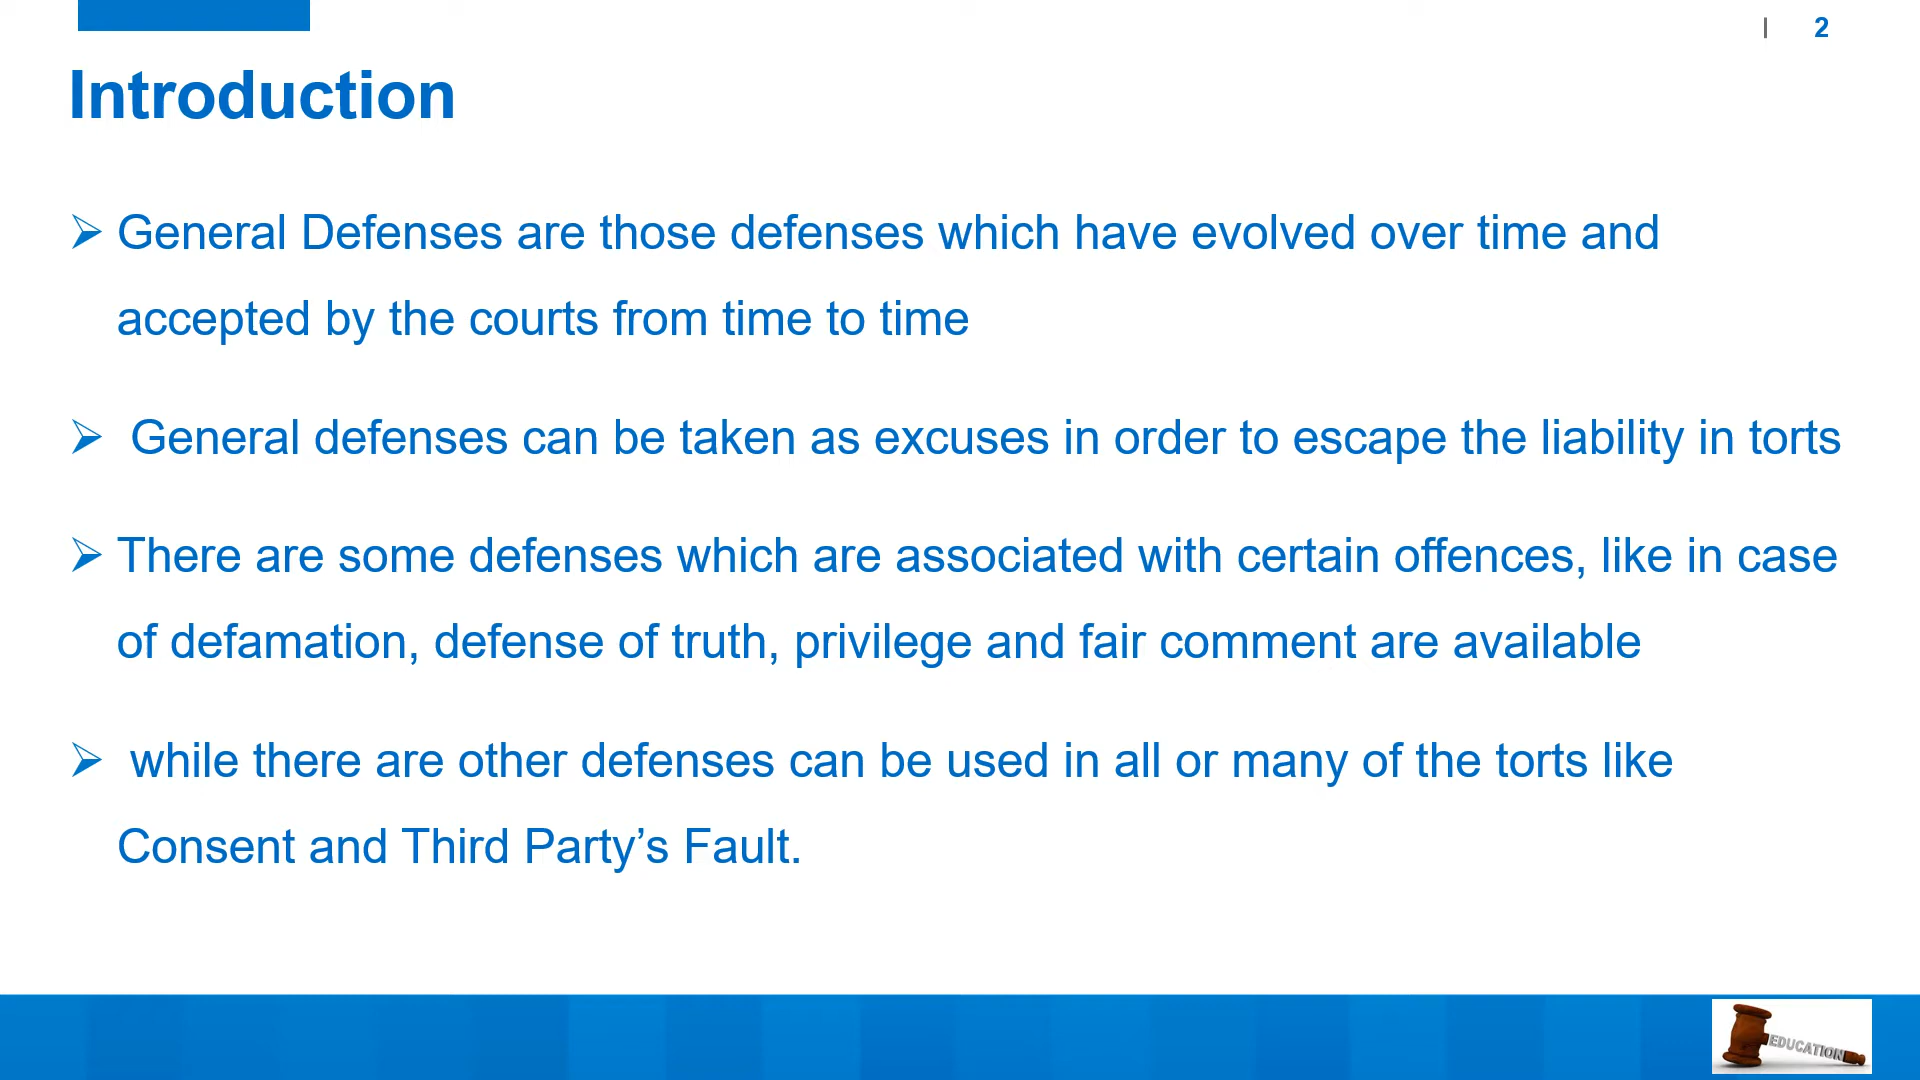 2
Introduction
➢ General Defenses are those defenses which have evolved over time and
accepted by the courts from time to time
➢ General defenses can be taken as excuses in order to escape the liability in torts
➢ There are some defenses which are associated with certain offences, like in case
of defamation, defense of truth, privilege and fair comment are available
➢ while there are other defenses can be used in all or many of the torts like
Consent and Third Party’s Fault.
EDUCATION